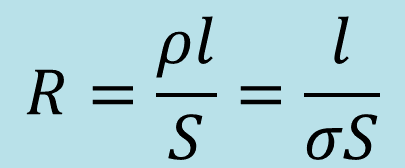 R = ρl/S = l/σS